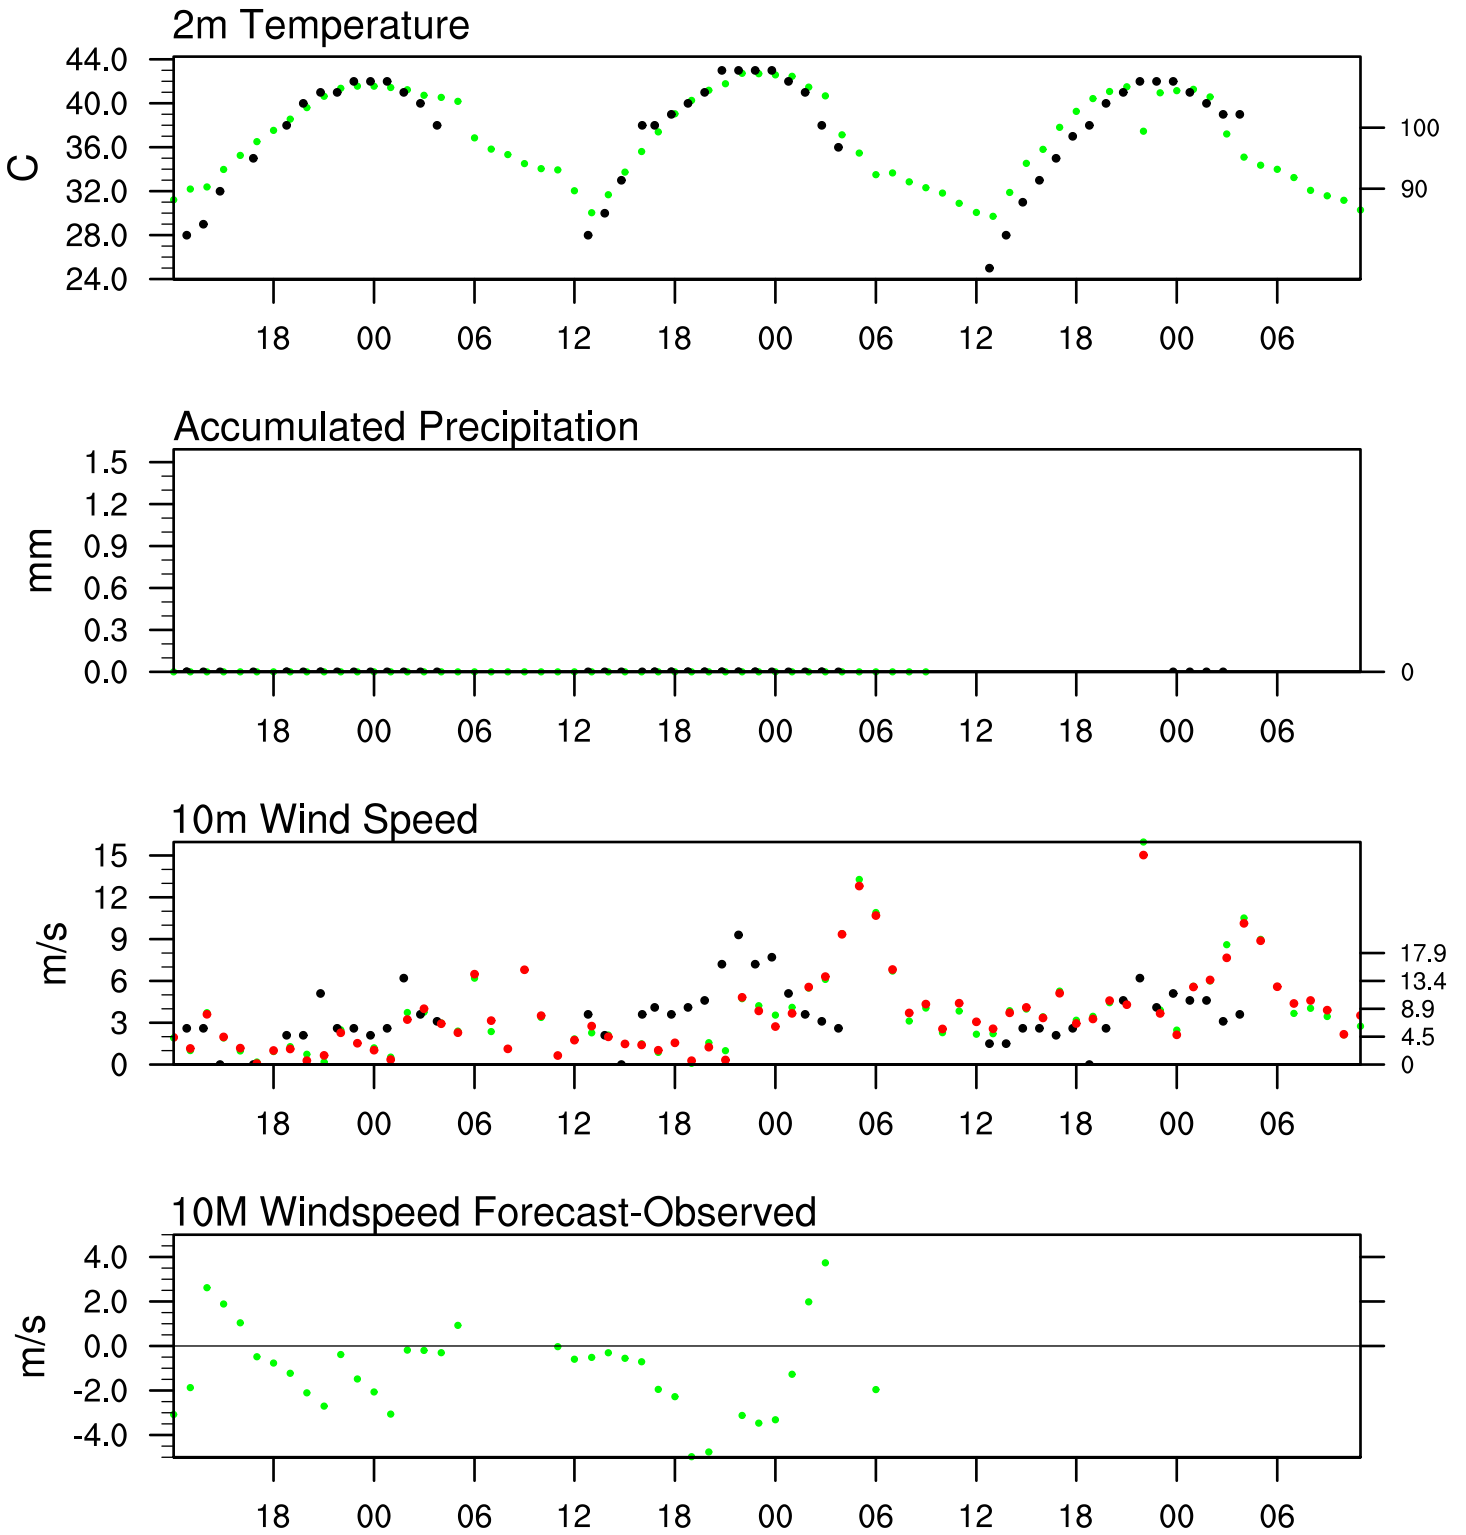 2m Temperature
44.0
40.0
36.0
32.0
28.0
24.0
C
100
90
18 00 06 12 18 00 06 12 18 00 06
Accumulated Precipitation
1.5
1.2
0.9
0.6
0.3
0.0
mm
0
18 00 06 12 18 00 06 12 18 00 06
10m Wind Speed
15
12
9
6
3
0
m/s
17.9
13.4
8.9
4.5
0
18 00 06 12 18 00 06 12 18 00 06
10M Windspeed Forecast-Observed
4.0
2.0
0.0
-2.0
-4.0
m/s
18 00 06 12 18 00 06 12 18 00 06